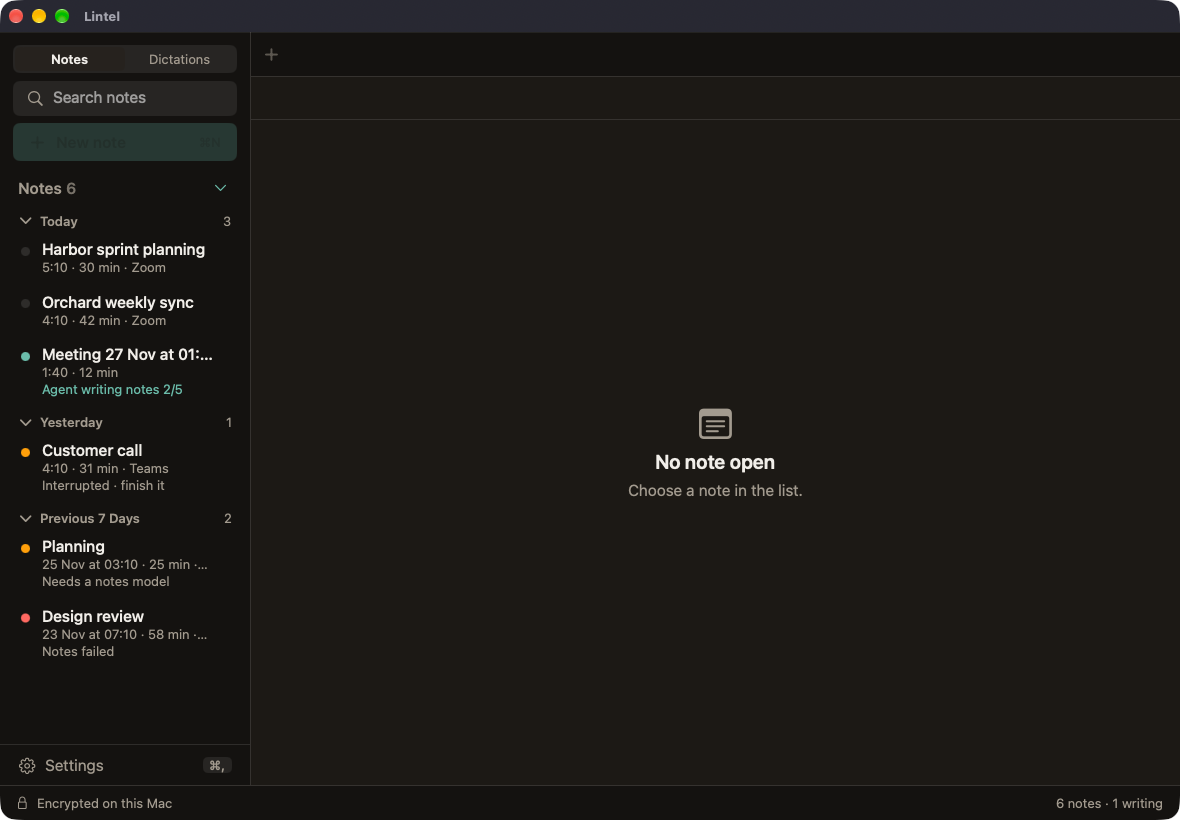 Lintel
Notes
Dictations
Search notes
+ New note ⌘N
Notes 6
Today 3
Harbor sprint planning
5:10 · 30 min · Zoom
Orchard weekly sync
4:10 · 42 min · Zoom
Meeting 27 Nov at 01:...
1:40 · 12 min
Agent writing notes 2/5
Yesterday 1
Customer call
4:10 · 31 min · Teams
Interrupted · finish it
Previous 7 Days 2
Planning
25 Nov at 03:10 · 25 min ·...
Needs a notes model
Design review
23 Nov at 07:10 · 58 min ·...
Notes failed
Settings ⌘,
No note open
Choose a note in the list.
Encrypted on this Mac
6 notes · 1 writing